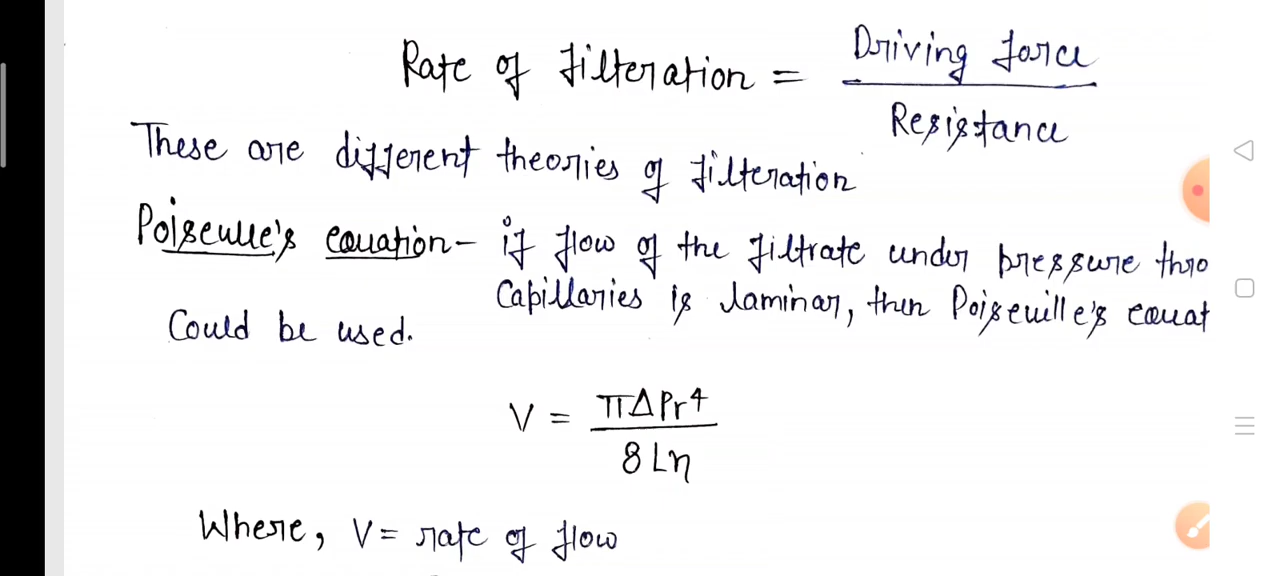 Rate of filteration = Driving force
Resistance
These are different theories of filteration
Poiseulle's equation - if flow of the filtrate under pressure thro
Capillaries is laminar, then Poiseuille's equat
Could be used.
V = πΔPr⁴
8Lη
Where, V = rate of flow